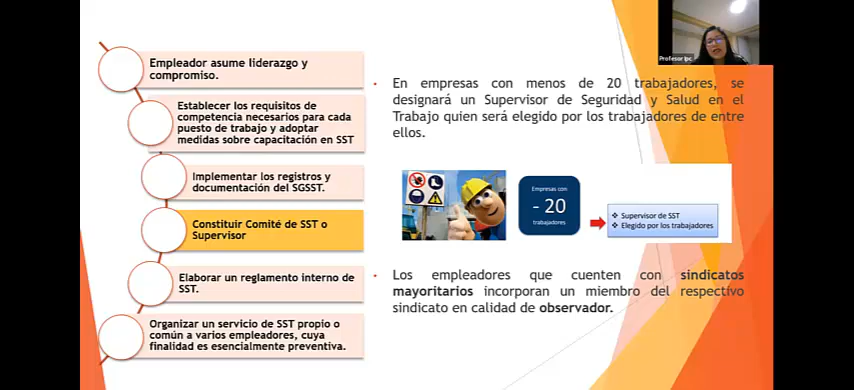 Profesor ipc
Empleador asume liderazgo y
compromiso.
Establecer los requisitos de
competencia necesarios para cada
puesto de trabajo y adoptar
medidas sobre capacitación en SST
Implementar los registros y
documentación del SGSST.
Constituir Comité de SST o
Supervisor
Elaborar un reglamento interno de
SST.
Organizar un servicio de SST propio o
común a varios empleadores, cuya
finalidad es esencialmente preventiva.
En empresas con menos de 20 trabajadores, se
designará un Supervisor de Seguridad y Salud en el
Trabajo quien será elegido por los trabajadores de entre
ellos.
Empresas con
- 20
trabajadores
❖ Supervisor de SST
❖ Elegido por los trabajadores
Los empleadores que cuenten con sindicatos
mayoritarios incorporan un miembro del respectivo
sindicato en calidad de observador.